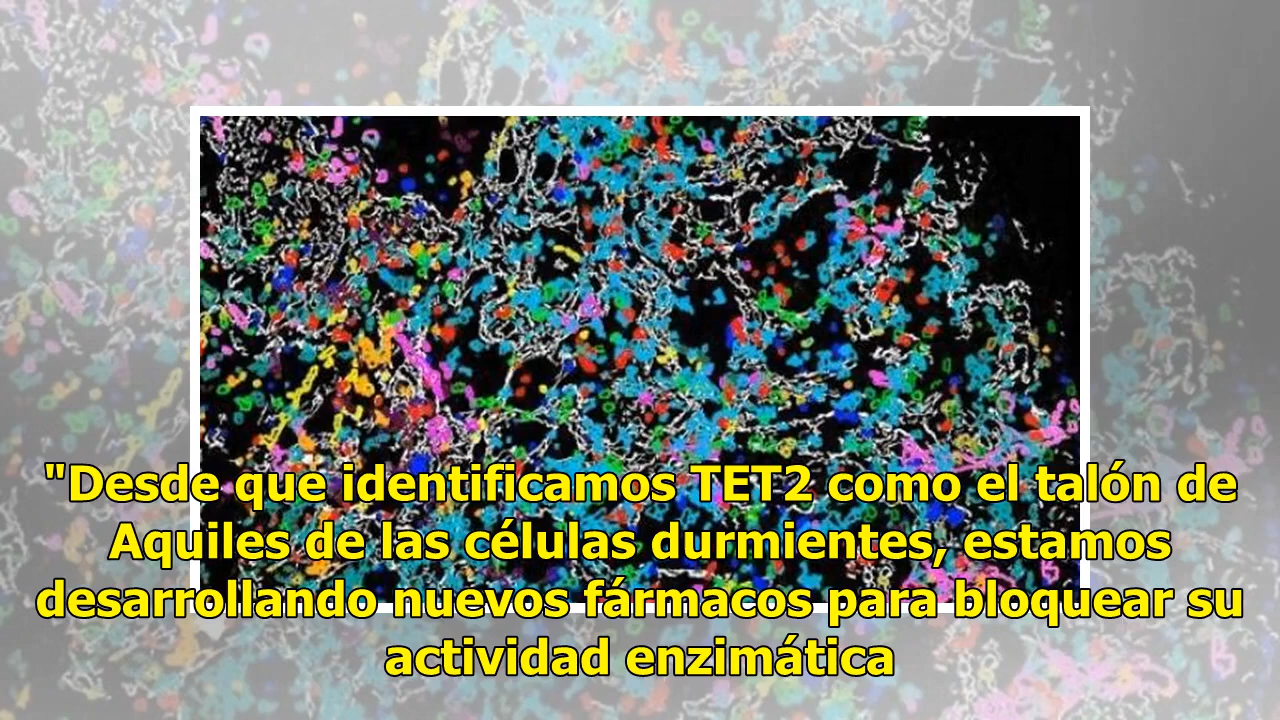 "Desde que identificamos TET2 como el talón de
Aquiles de las células durmientes, estamos
desarrollando nuevos fármacos para bloquear su
actividad enzimática